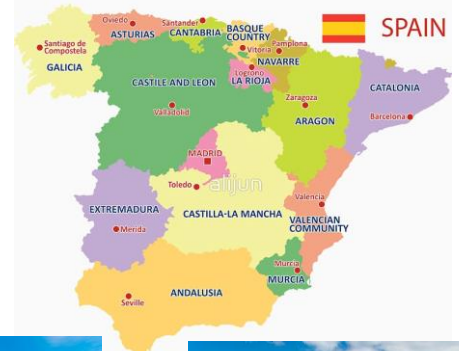 SPAIN
Oviedo
ASTURIAS
Santander
CANTABRIA
BASQUE
COUNTRY
Vitoria
Pamplona
NAVARRE
Santiago de
Compostela
GALICIA
Logrono
LA RIOJA
CASTILE AND LEON
Valladolid
Zaragoza
ARAGON
CATALONIA
Barcelona
MADRID
Toledo
alijun
EXTREMADURA
Merida
CASTILLA-LA MANCHA
Valencia
VALENCIAN
COMMUNITY
Murcia
MURCIA
ANDALUSIA
Seville